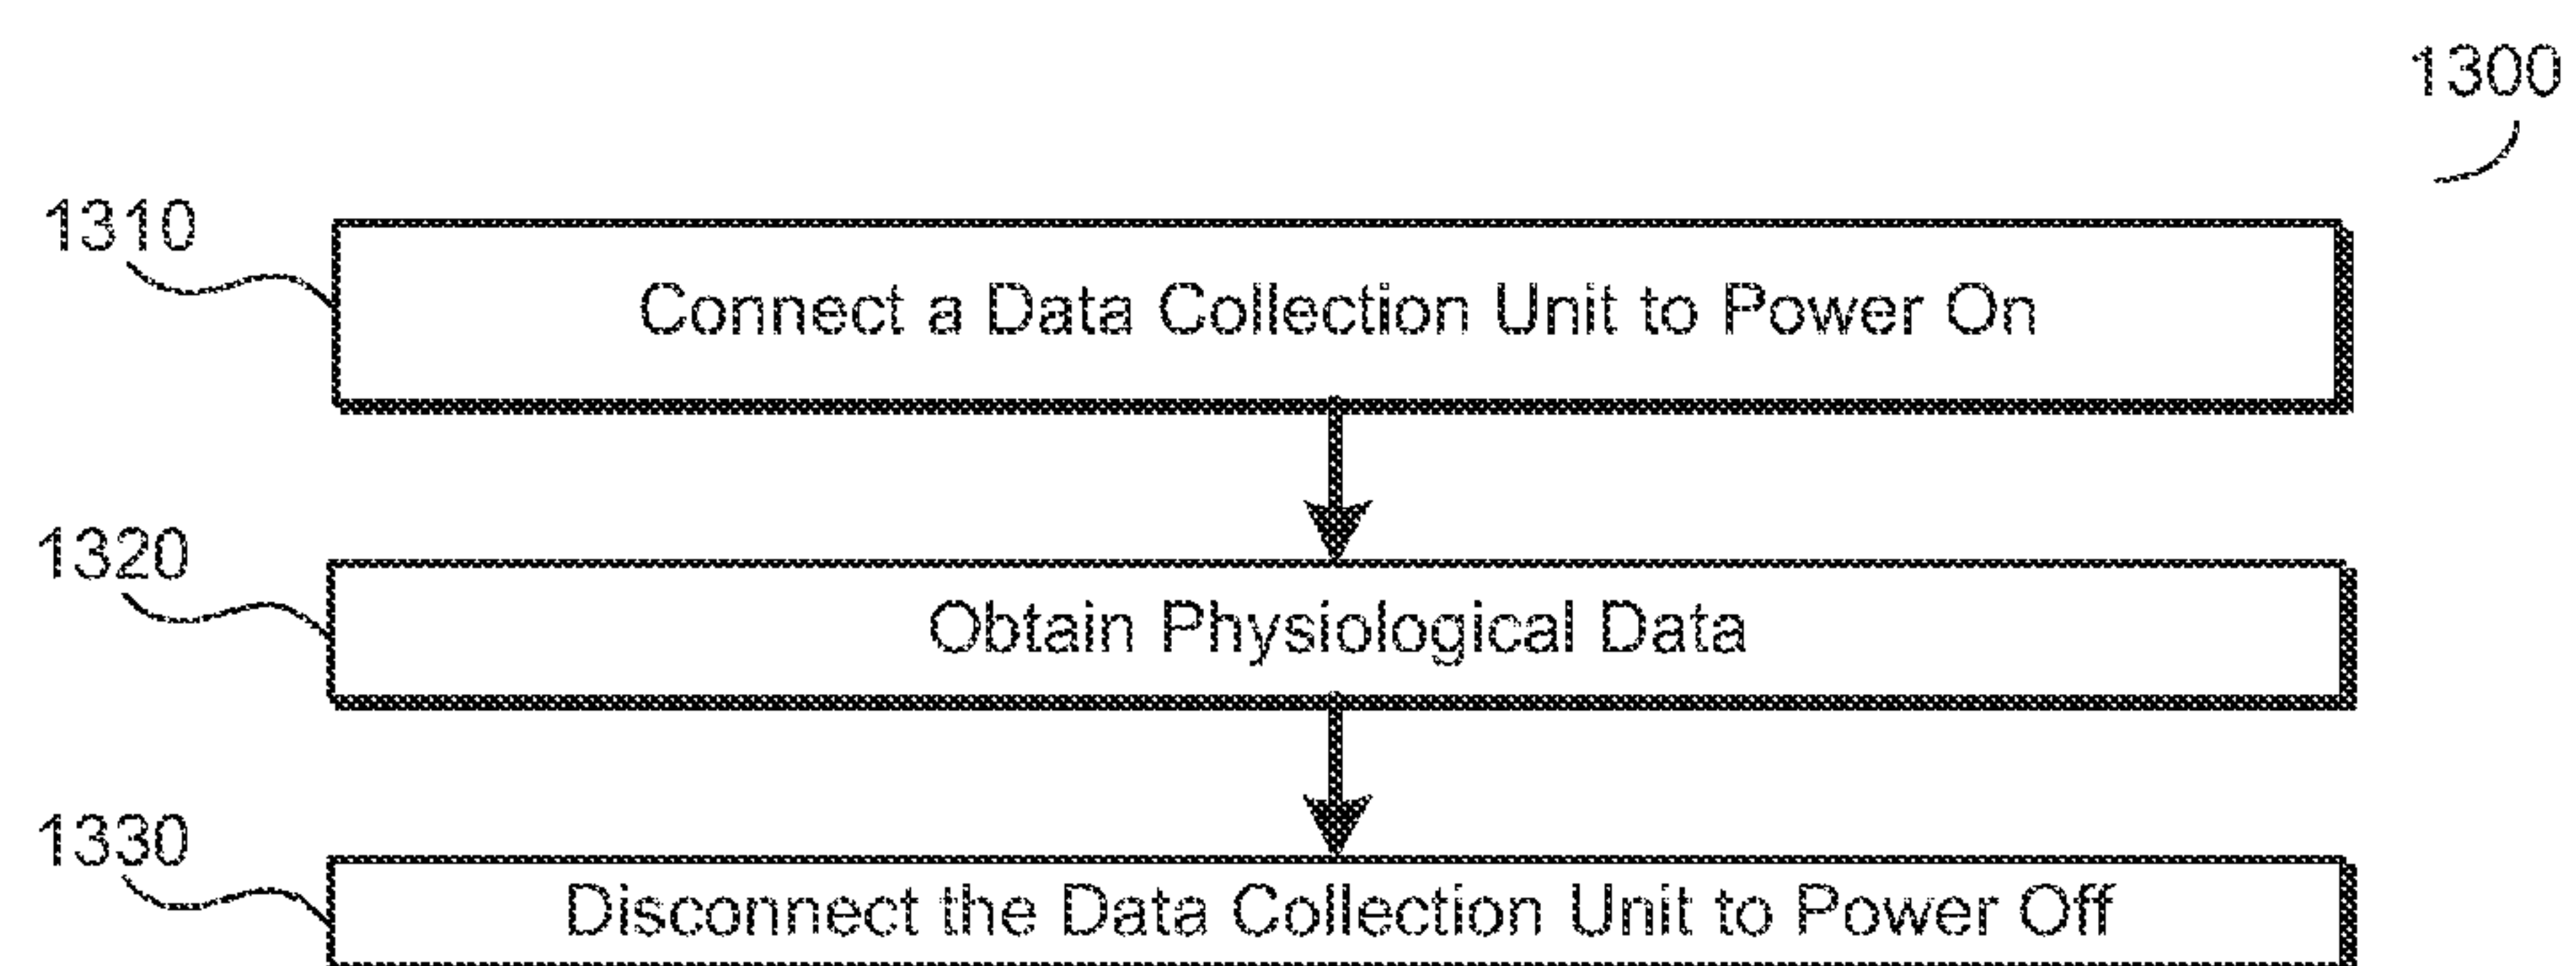 1300
1310
Connect a Data Collection Unit to Power On
1320
Obtain Physiological Data
1330
Disconnect the Data Collection Unit to Power Off